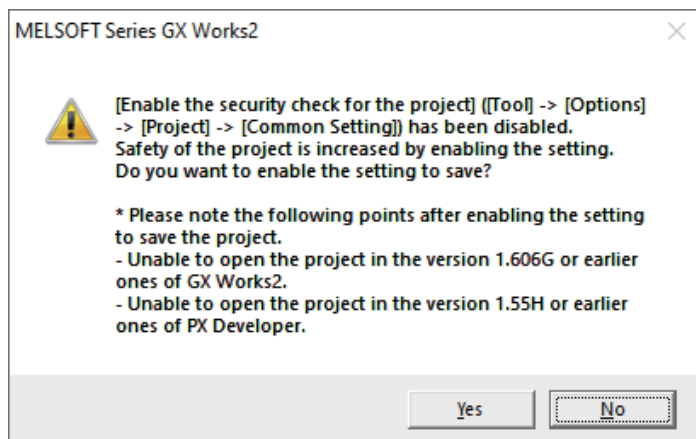 MELSOFT Series GX Works2
[Enable the security check for the project] ([Tool] -> [Options]
-> [Project] -> [Common Setting]) has been disabled.
Safety of the project is increased by enabling the setting.
Do you want to enable the setting to save?
* Please note the following points after enabling the setting
to save the project.
- Unable to open the project in the version 1.606G or earlier
ones of GX Works2.
- Unable to open the project in the version 1.55H or earlier
ones of PX Developer.
Yes
No